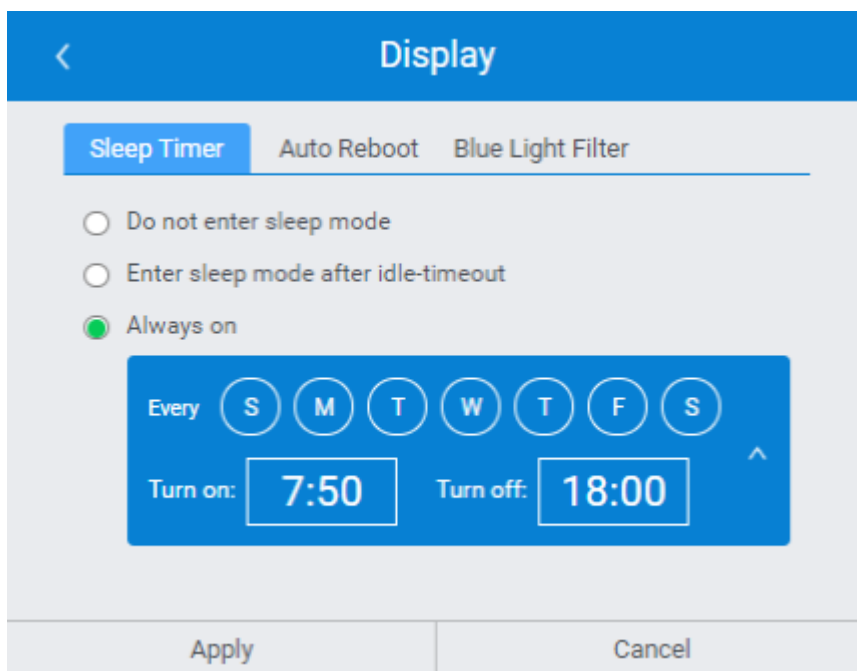 Display
Sleep Timer Auto Reboot Blue Light Filter
Do not enter sleep mode
Enter sleep mode after idle-timeout
Always on
Every S M T W T F S
Turn on: 7:50 Turn off: 18:00
Apply Cancel